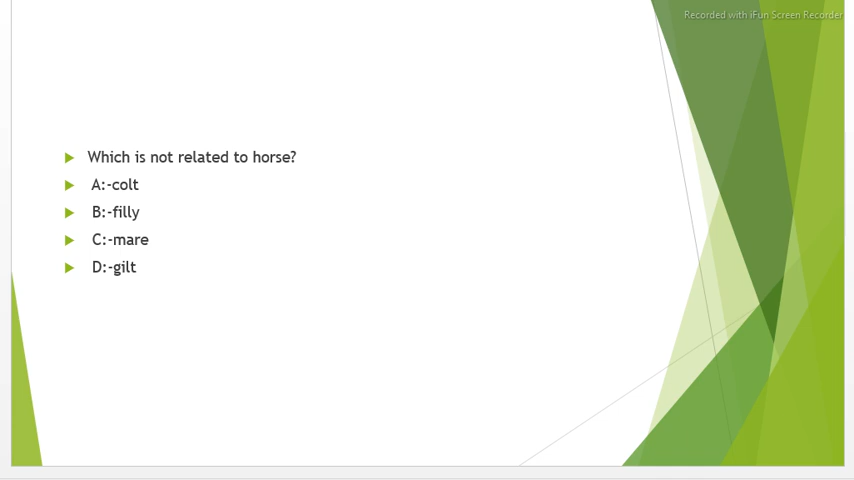 Recorded with iFun Screen Recorder
Which is not related to horse?
A:-colt
B:-filly
C:-mare
D:-gilt